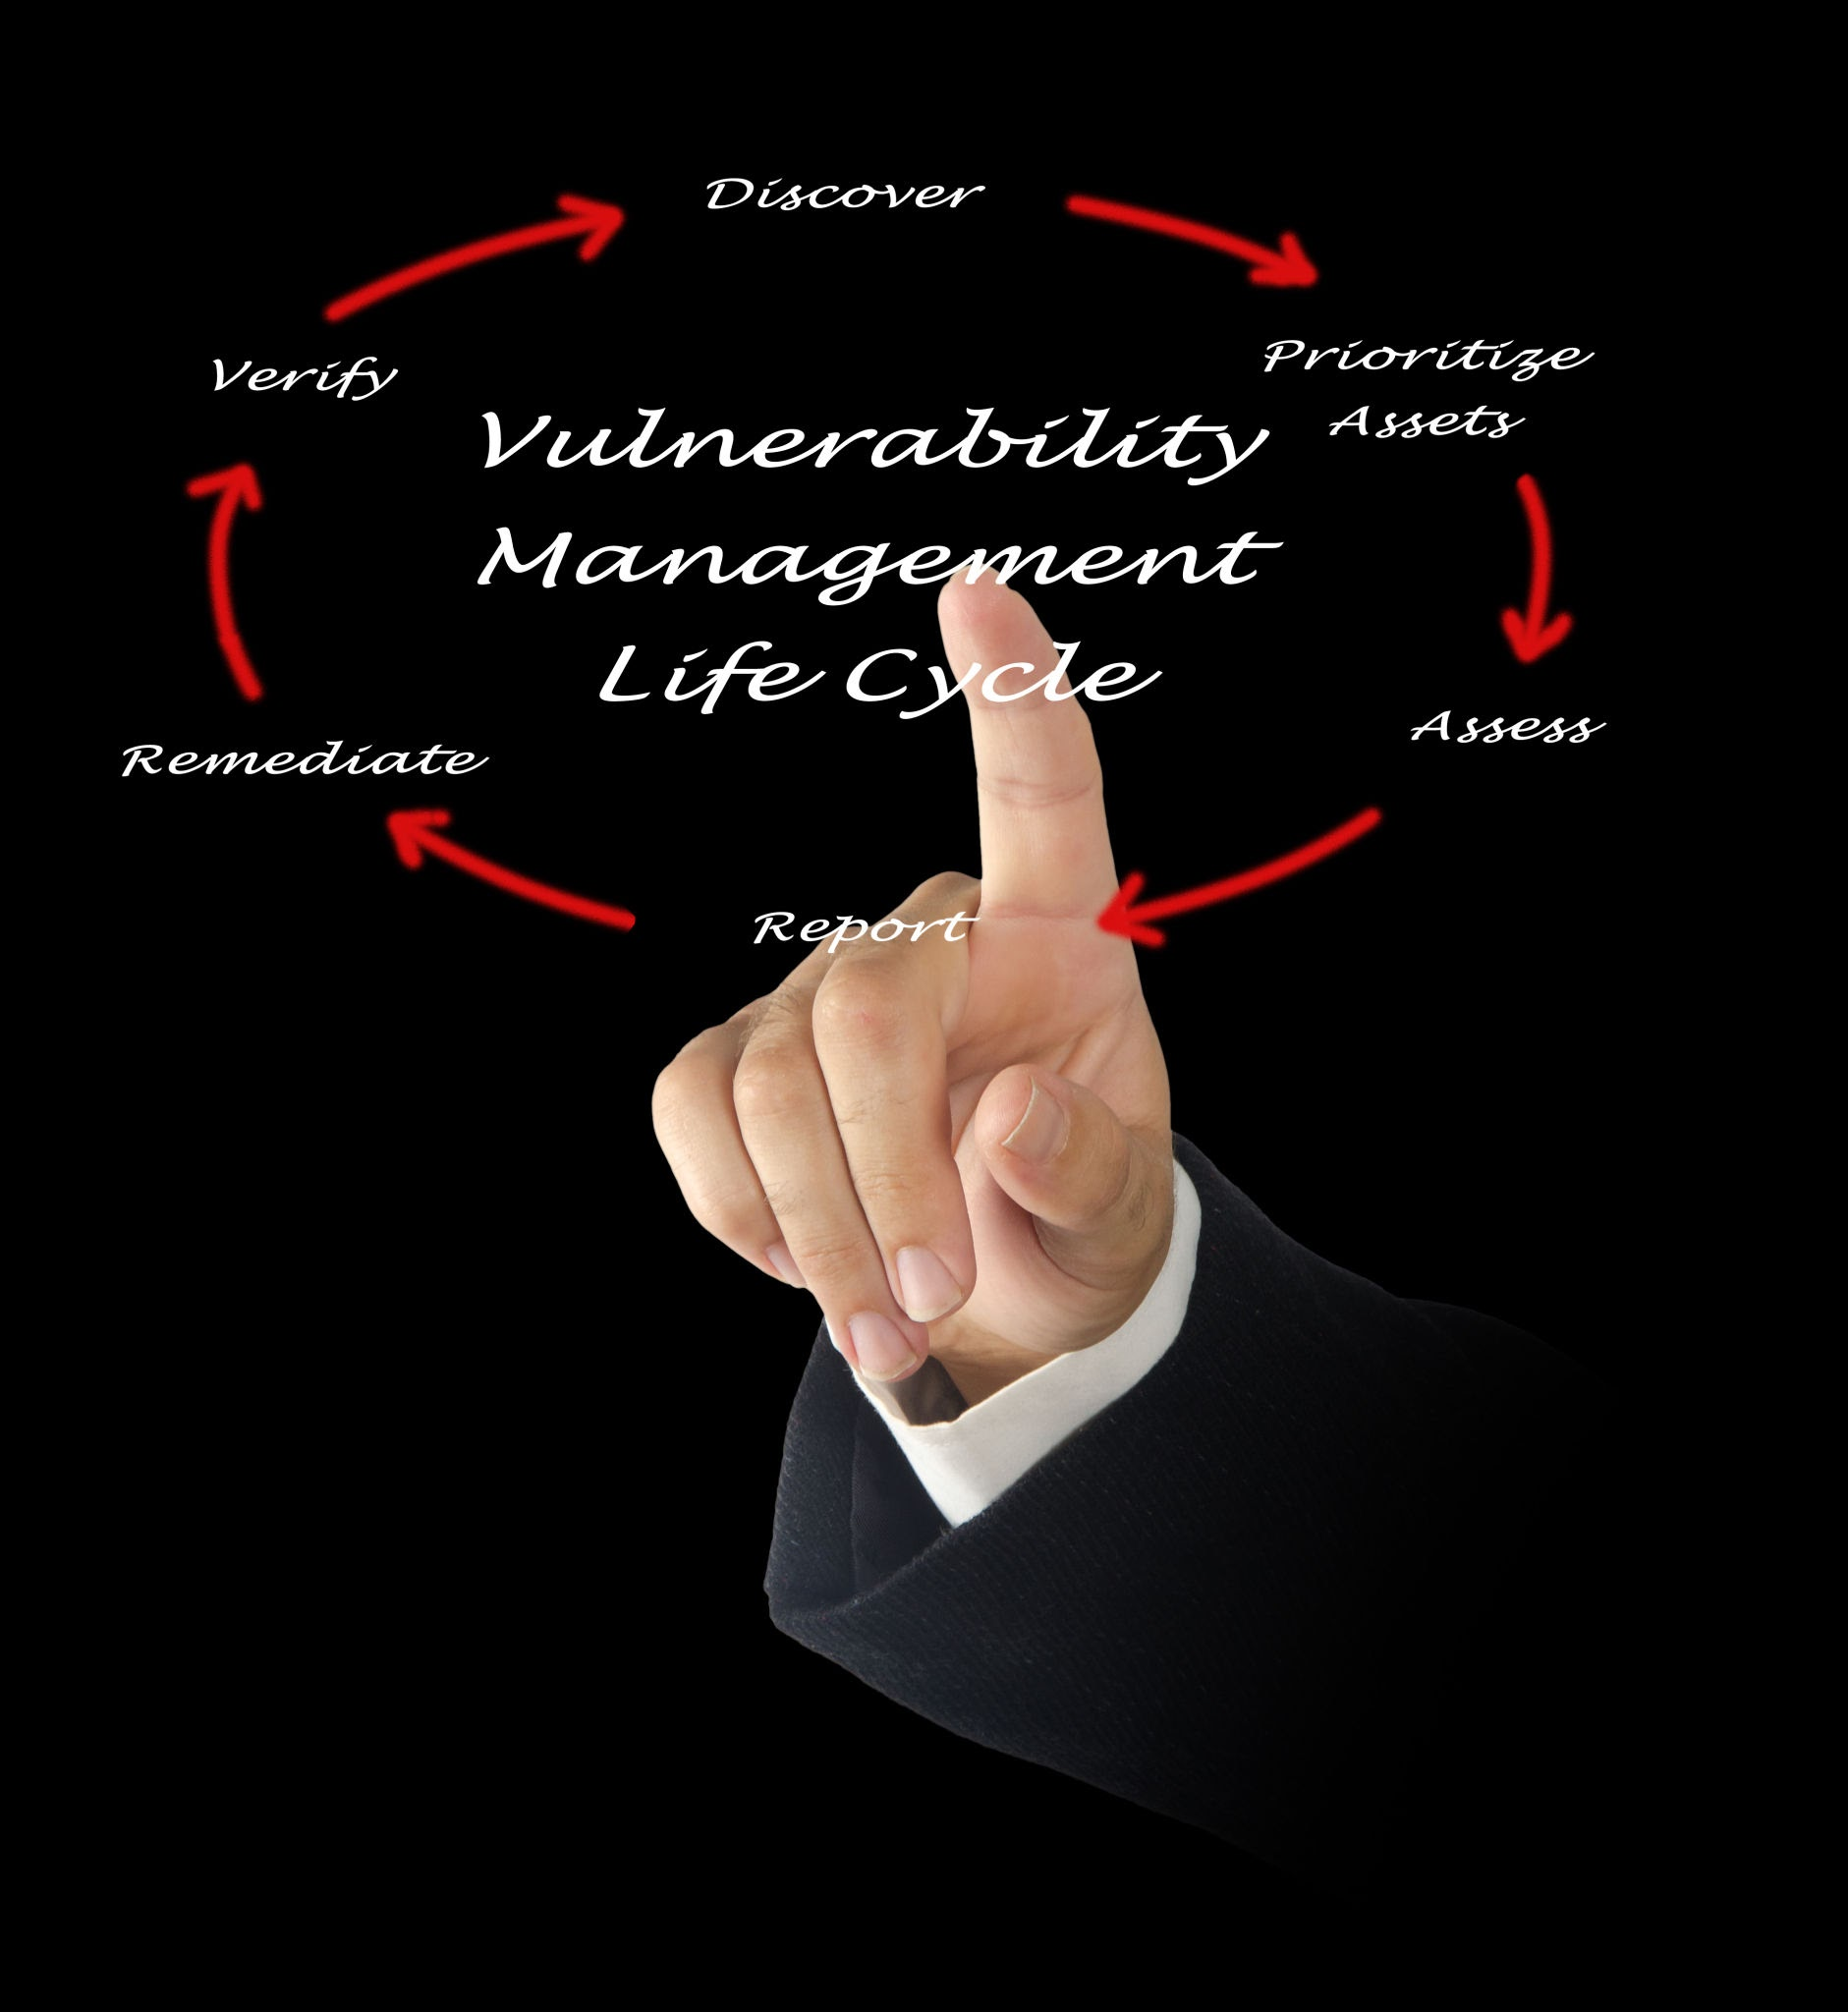 Discover
Verify
Prioritize
Assets
Vulnerability
Management
Life Cycle
Assess
Remediate
Report